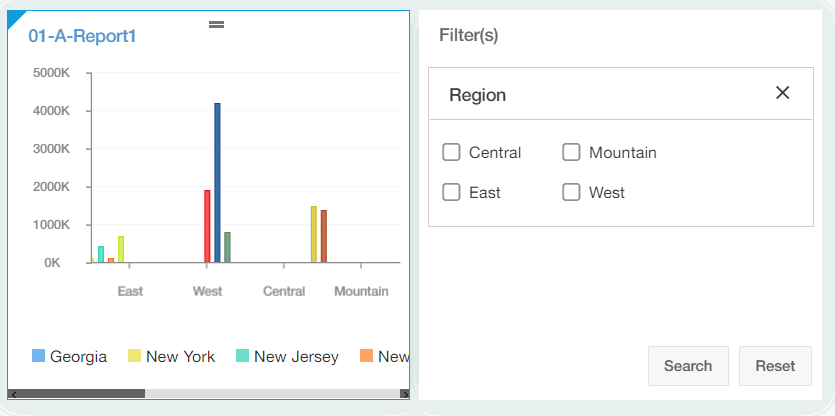 01-A-Report1
5000K
4000K
3000K
2000K
1000K
0K
East West Central Mountain
Georgia New York New Jersey New
Filter(s)
Region
Central Mountain
East West
Search Reset